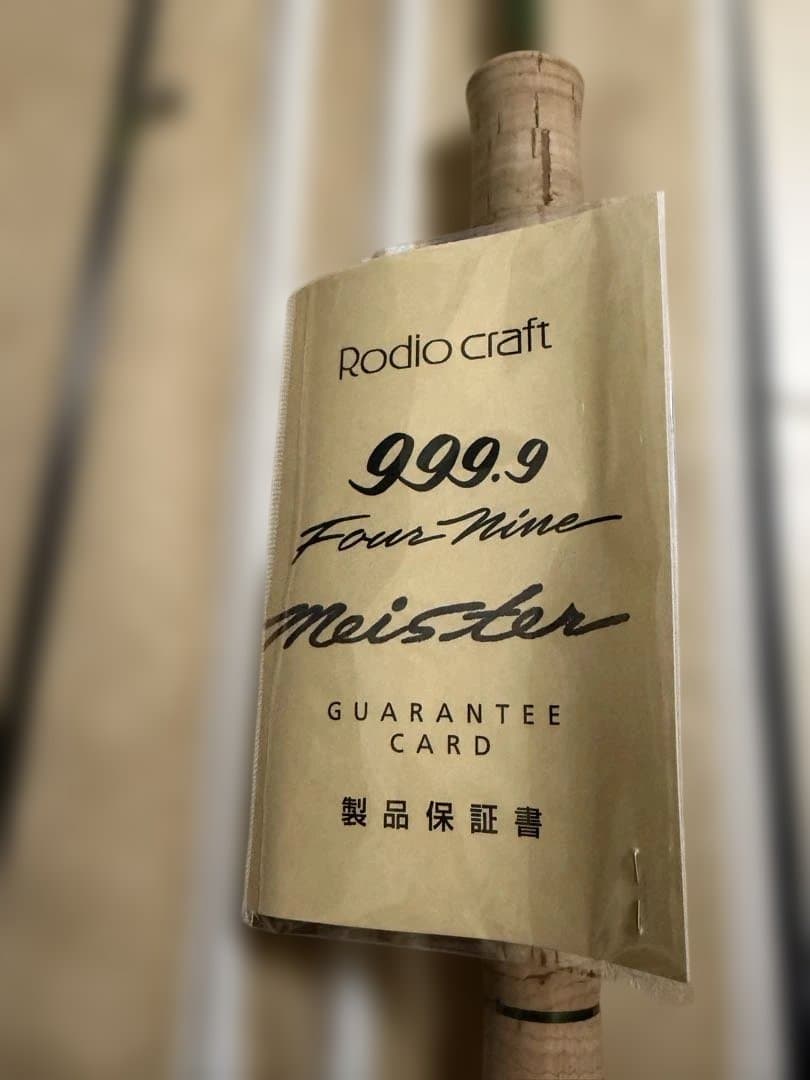 Rodio craft
999.9
Four-Nine
Meister
GUARANTEE
CARD
製品保証書